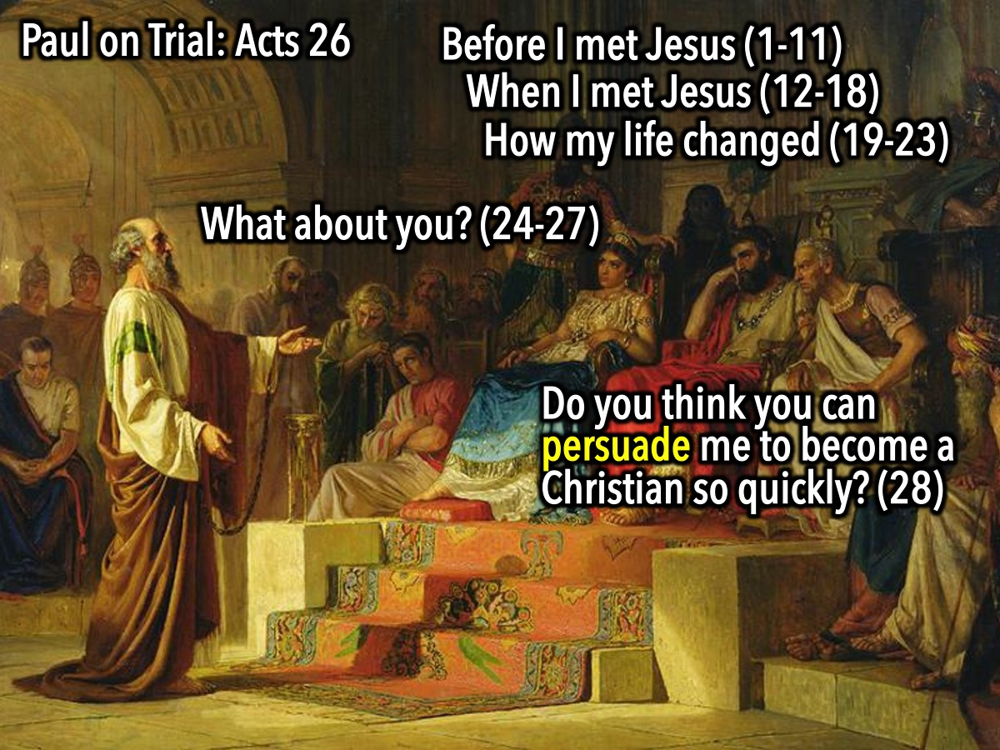 Paul on Trial: Acts 26
Before I met Jesus (1-11)
When I met Jesus (12-18)
How my life changed (19-23)
What about you? (24-27)
Do you think you can
persuade me to become a
Christian so quickly? (28)